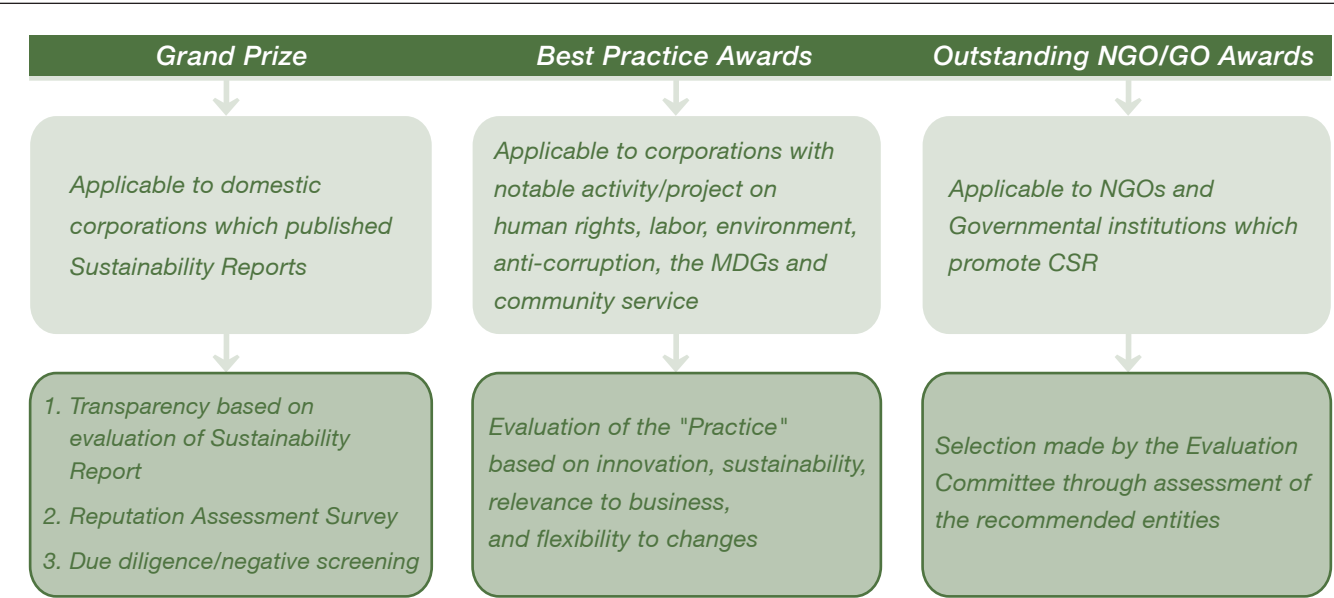 Grand Prize
Applicable to domestic
corporations which published
Sustainability Reports
1. Transparency based on
evaluation of Sustainability
Report
2. Reputation Assessment Survey
3. Due diligence/negative screening
Best Practice Awards
Applicable to corporations with
notable activity/project on
human rights, labor, environment,
anti-corruption, the MDGs and
community service
Evaluation of the "Practice"
based on innovation, sustainability,
relevance to business,
and flexibility to changes
Outstanding NGO/GO Awards
Applicable to NGOs and
Governmental institutions which
promote CSR
Selection made by the Evaluation
Committee through assessment of
the recommended entities